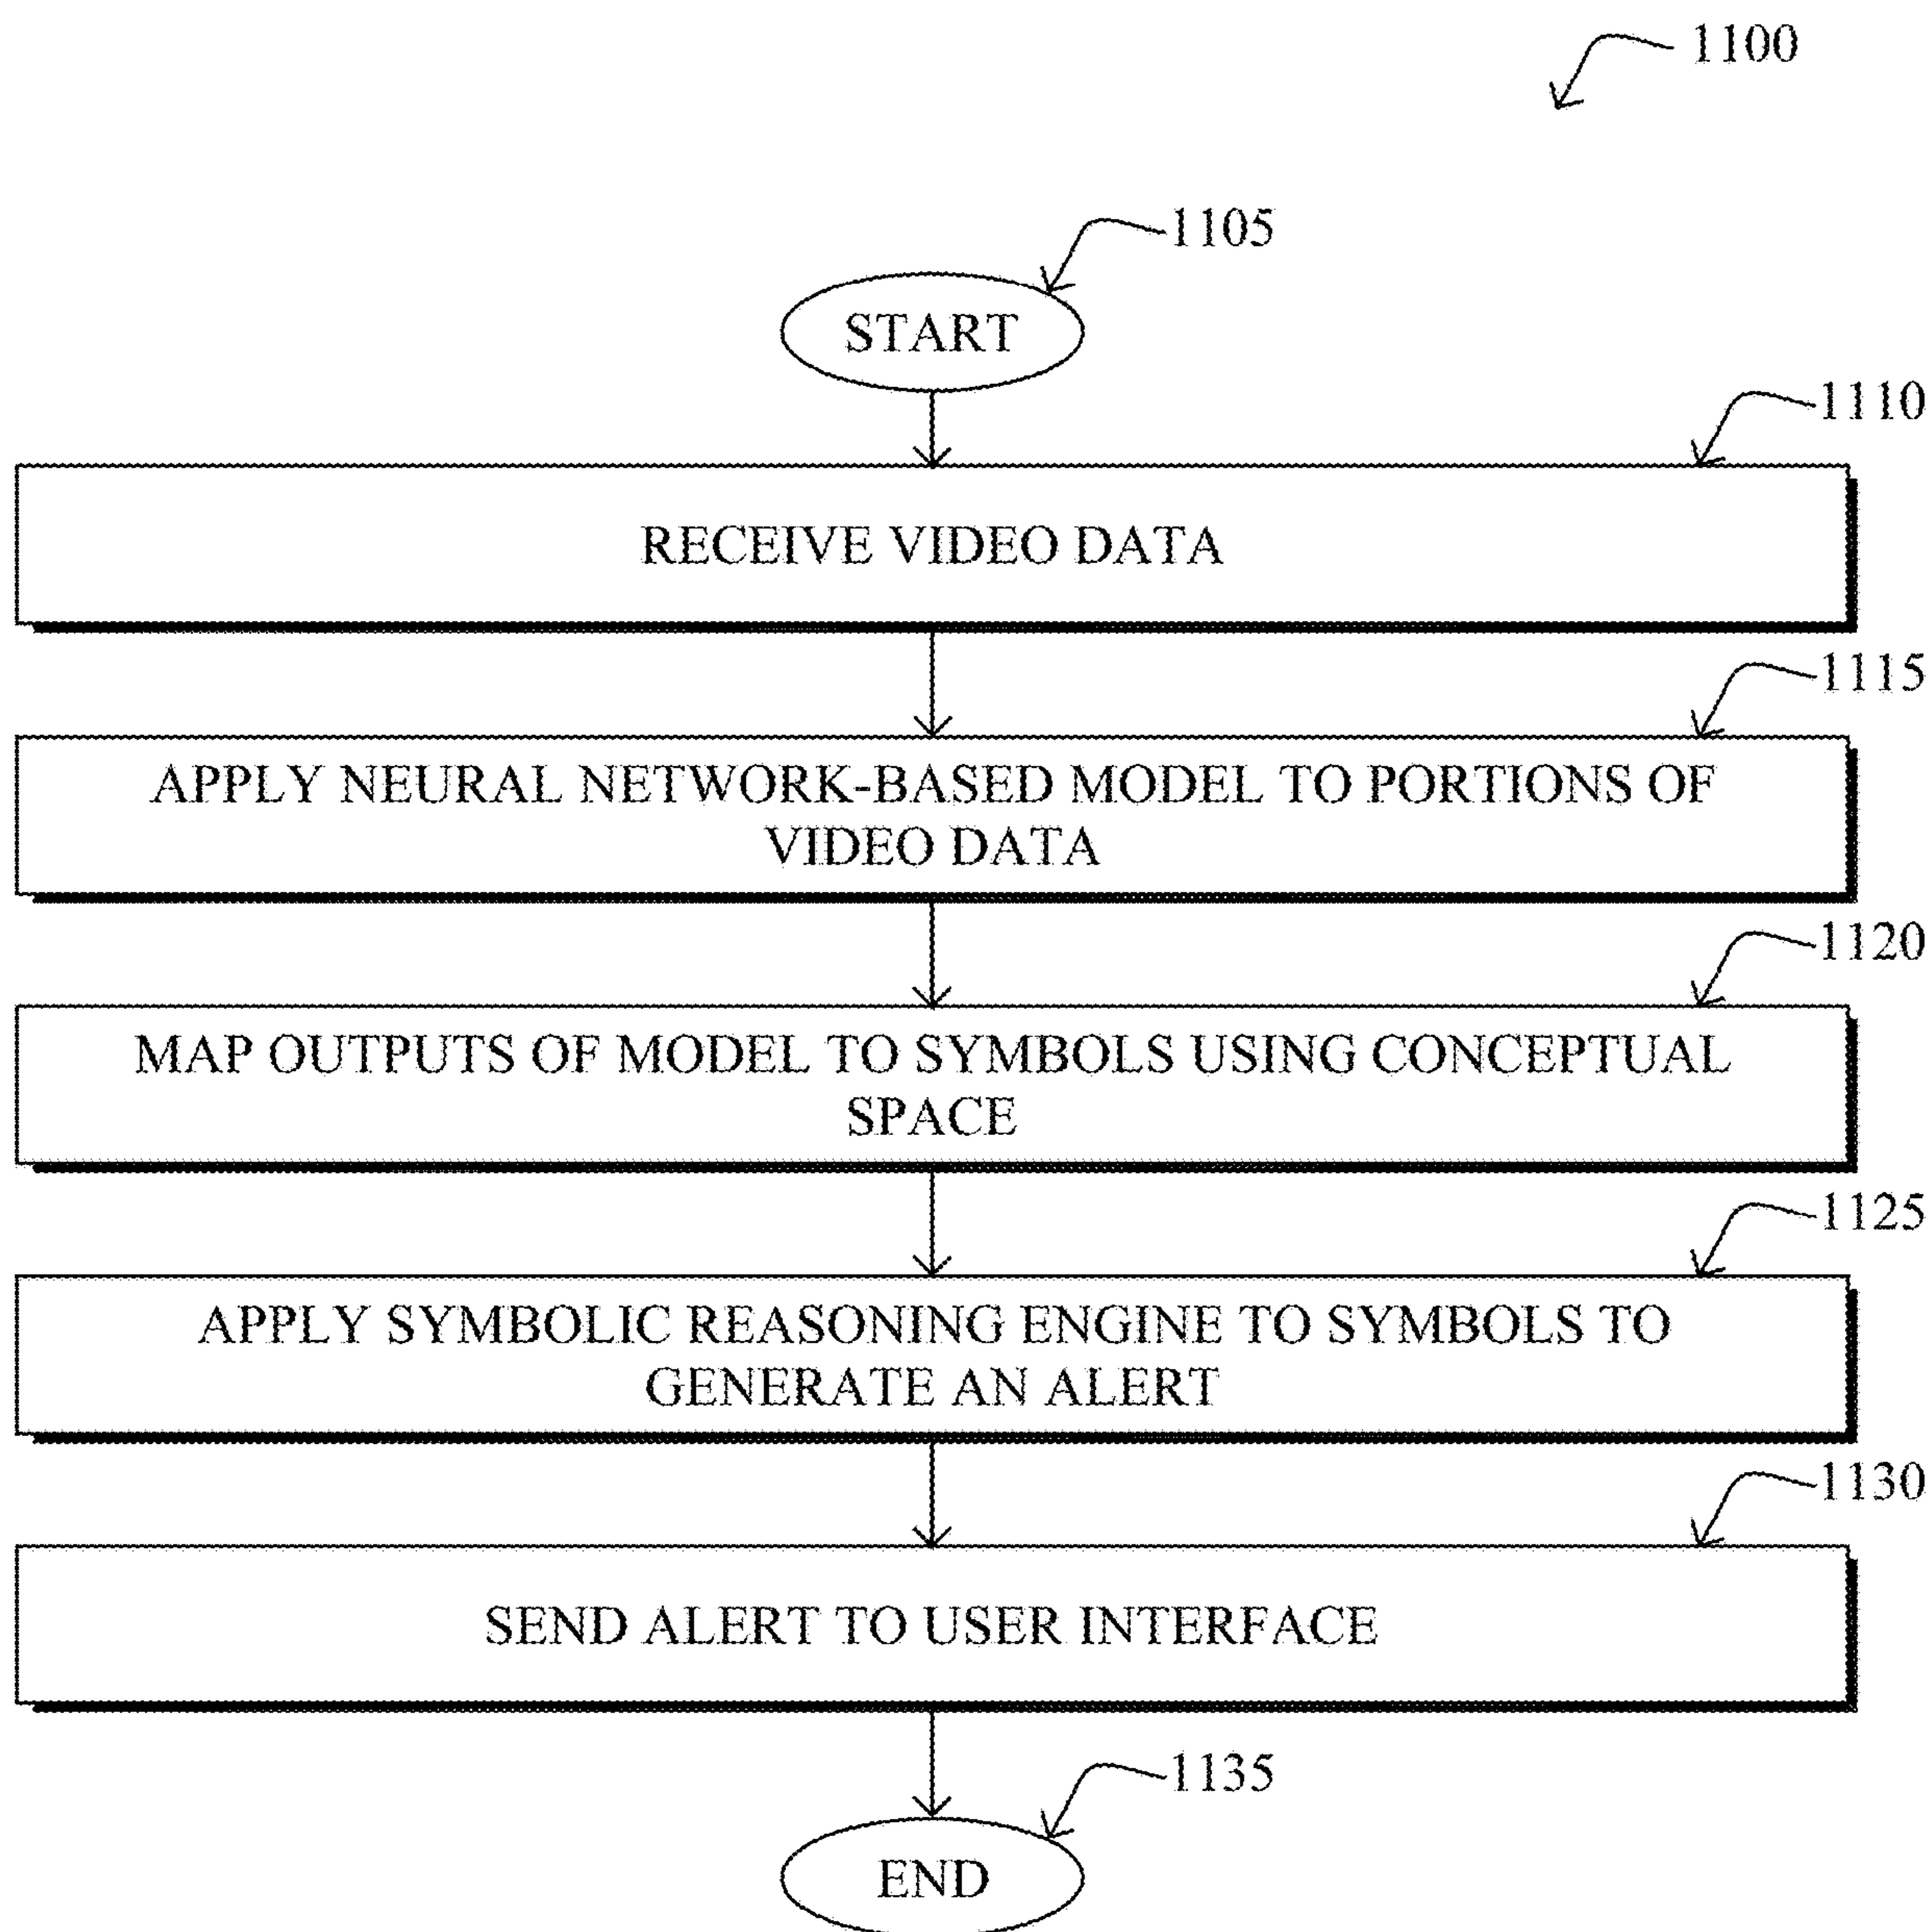 1100
1105
START
1110
RECEIVE VIDEO DATA
1115
APPLY NEURAL NETWORK-BASED MODEL TO PORTIONS OF
VIDEO DATA
1120
MAP OUTPUTS OF MODEL TO SYMBOLS USING CONCEPTUAL
SPACE
1125
APPLY SYMBOLIC REASONING ENGINE TO SYMBOLS TO
GENERATE AN ALERT
1130
SEND ALERT TO USER INTERFACE
1135
END